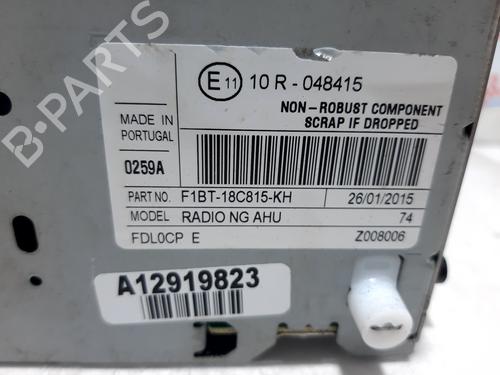 E 11 10 R - 048415
NON-ROBUST COMPONENT
SCRAP IF DROPPED
MADE IN
PORTUGAL
0259A
PART NO. F1BT-18C815-KH 26/01/2015
MODEL RADIO NG AHU 74
FDL0CP E Z008006
A12919823
B-PARTS